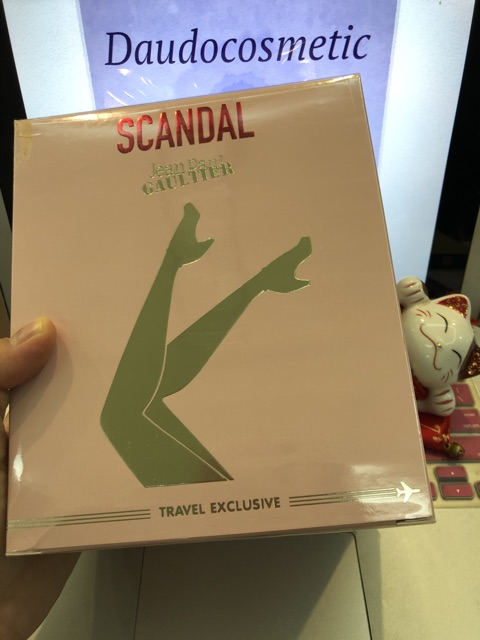 Daudocosmetic
SCANDAL
Jean Paul
GAULTIER
TRAVEL EXCLUSIVE